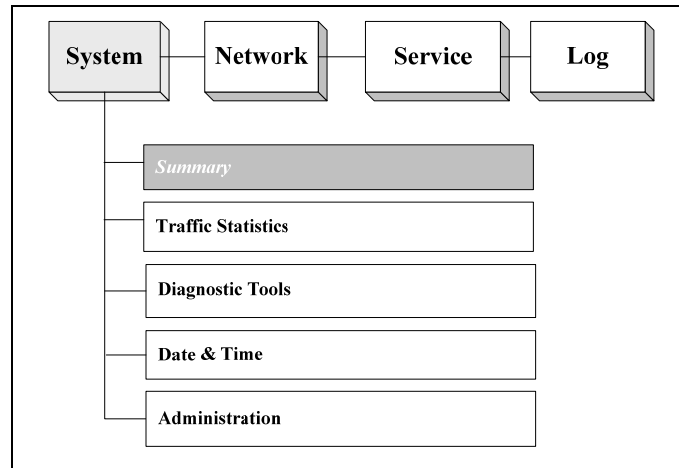 System Network Service Log
Summary
Traffic Statistics
Diagnostic Tools
Date & Time
Administration